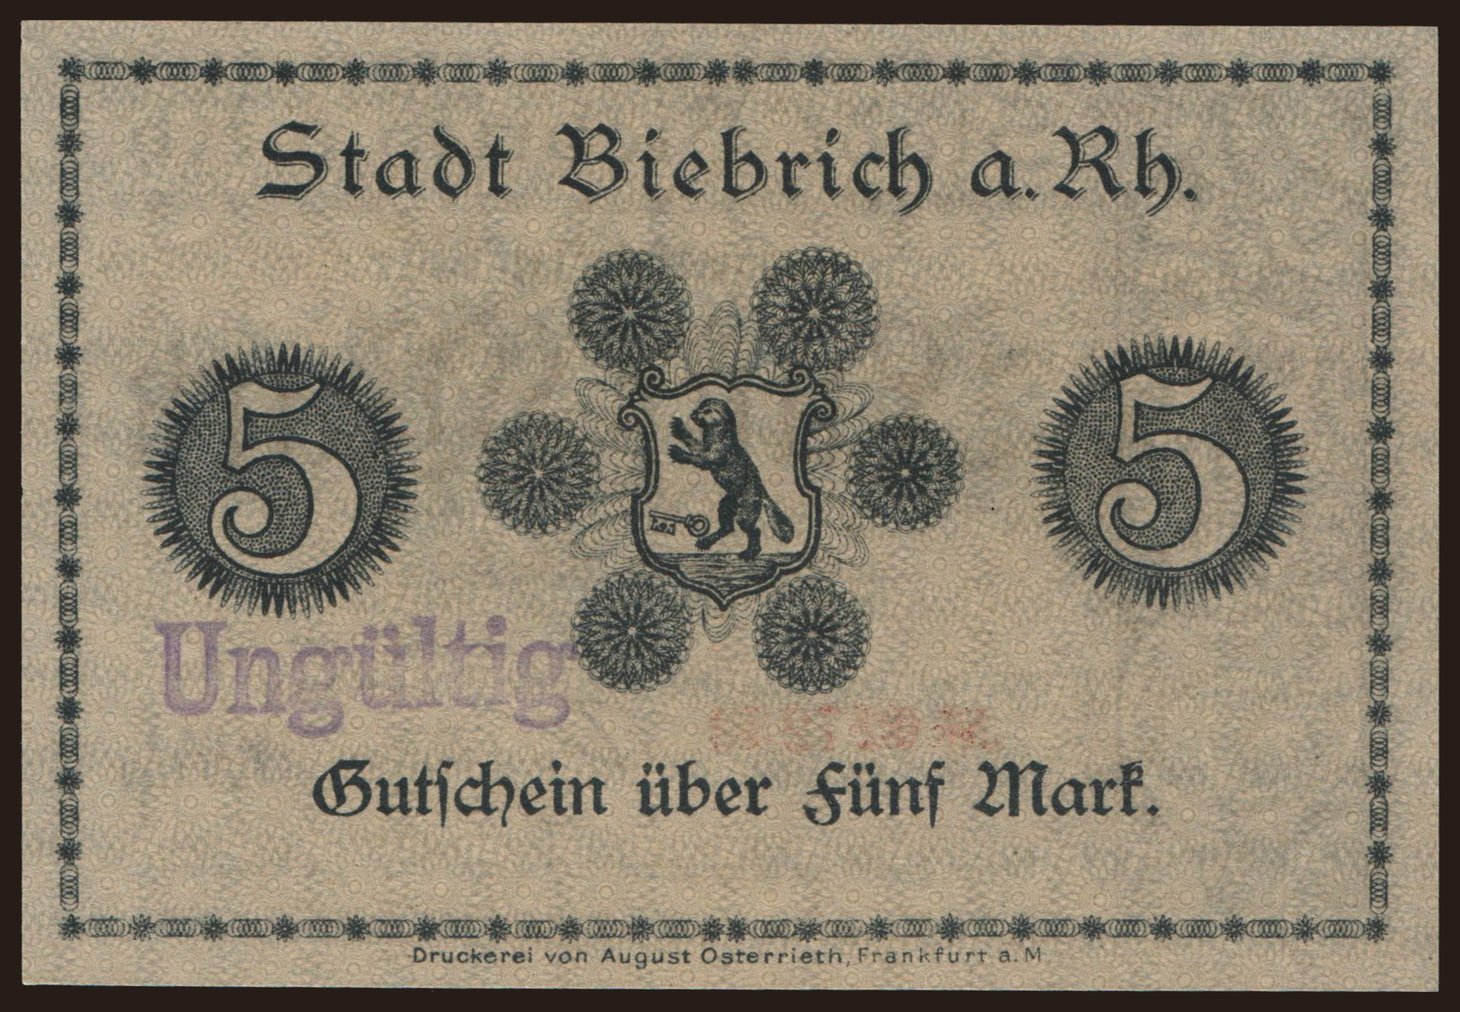 Stadt Biebrich a. Rh.
5
5
Ungültig
Gutschein über Fünf Mark.
Druckerei von August Osterrieth, Frankfurt a. M.